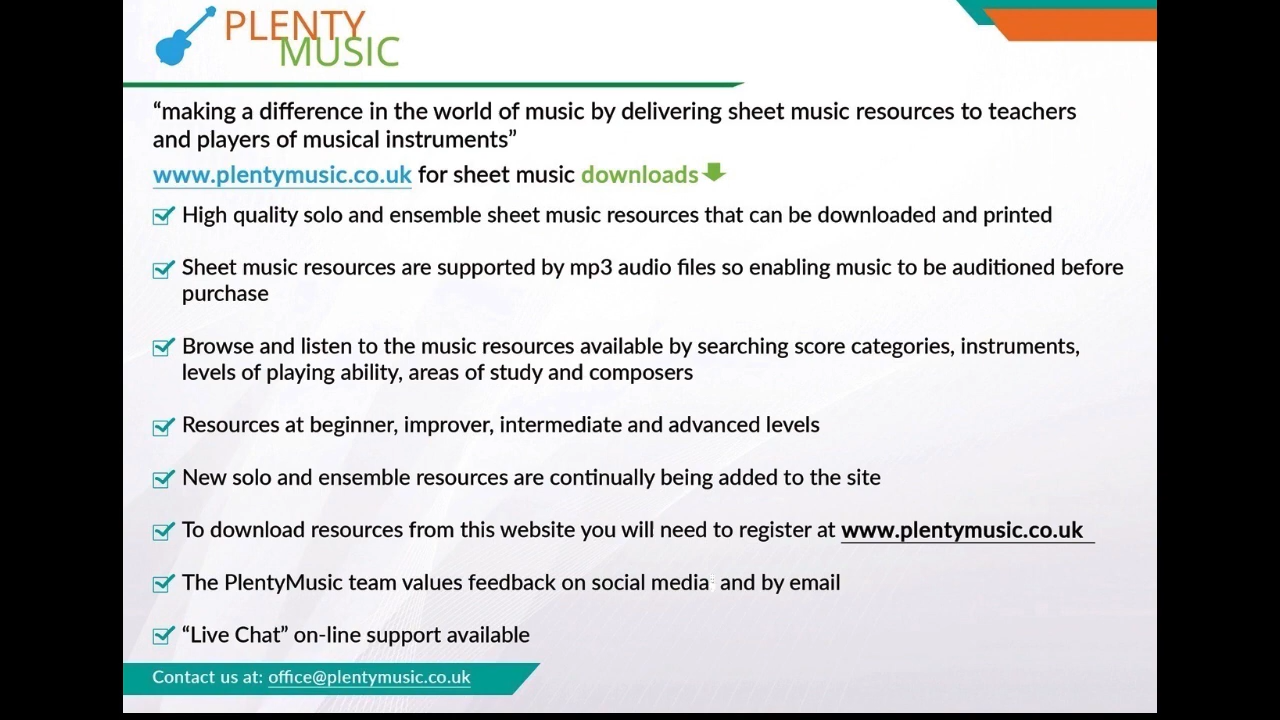 PLENTY
MUSIC
“making a difference in the world of music by delivering sheet music resources to teachers
and players of musical instruments”
www.plentymusic.co.uk for sheet music downloads
High quality solo and ensemble sheet music resources that can be downloaded and printed
Sheet music resources are supported by mp3 audio files so enabling music to be auditioned before
purchase
Browse and listen to the music resources available by searching score categories, instruments,
levels of playing ability, areas of study and composers
Resources at beginner, improver, intermediate and advanced levels
New solo and ensemble resources are continually being added to the site
To download resources from this website you will need to register at www.plentymusic.co.uk
The PlentyMusic team values feedback on social media and by email
“Live Chat” on-line support available
Contact us at: office@plentymusic.co.uk